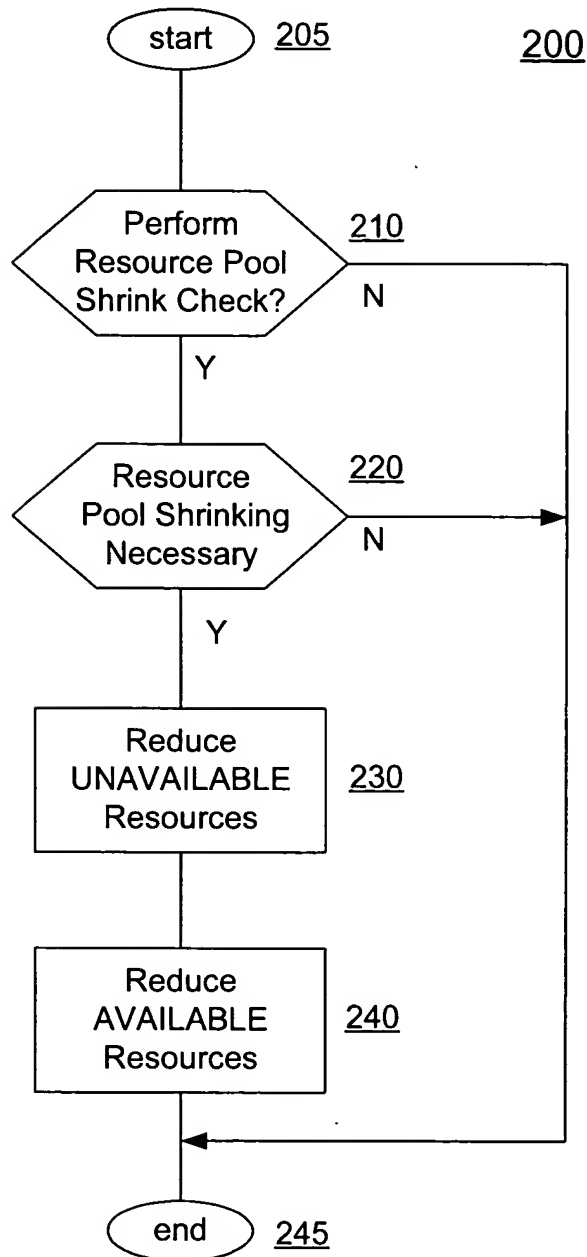 start 205
200
Perform
Resource Pool
Shrink Check?
210
N
Y
Resource
Pool Shrinking
Necessary
220
N
Y
Reduce
UNAVAILABLE
Resources
230
Reduce
AVAILABLE
Resources
240
end 245